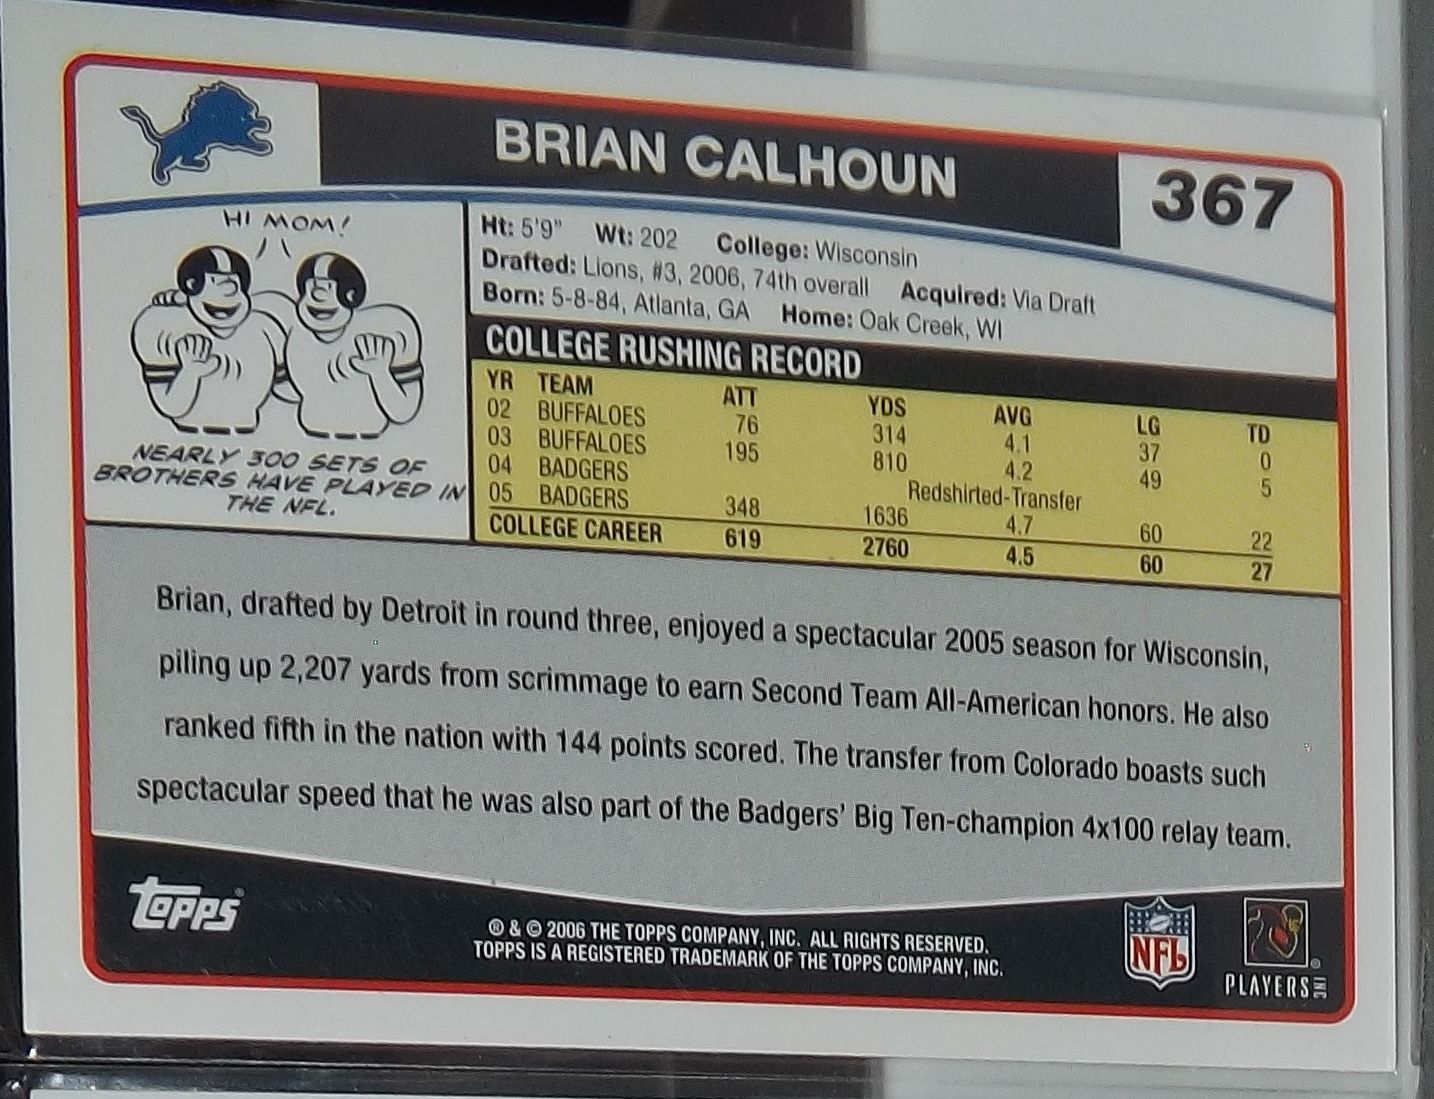 BRIAN CALHOUN
367
HI MOM!
NEARLY 300 SETS OF
BROTHERS HAVE PLAYED IN
THE NFL.
Ht: 5'9" Wt: 202 College: Wisconsin
Drafted: Lions, #3, 2006, 74th overall Acquired: Via Draft
Born: 5-8-84, Atlanta, GA Home: Oak Creek, WI
COLLEGE RUSHING RECORD
YR TEAM ATT YDS AVG LG TD
02 BUFFALOES 76 314 4.1 37 0
03 BUFFALOES 195 810 4.2 49 5
04 BADGERS Redshirted-Transfer
05 BADGERS 348 1636 4.7 60 22
COLLEGE CAREER 619 2760 4.5 60 27
Brian, drafted by Detroit in round three, enjoyed a spectacular 2005 season for Wisconsin,
piling up 2,207 yards from scrimmage to earn Second Team All-American honors. He also
ranked fifth in the nation with 144 points scored. The transfer from Colorado boasts such
spectacular speed that he was also part of the Badgers' Big Ten-champion 4x100 relay team.
Topps®
® & © 2006 THE TOPPS COMPANY, INC. ALL RIGHTS RESERVED.
TOPPS IS A REGISTERED TRADEMARK OF THE TOPPS COMPANY, INC.
NFL
PLAYERS INC ®